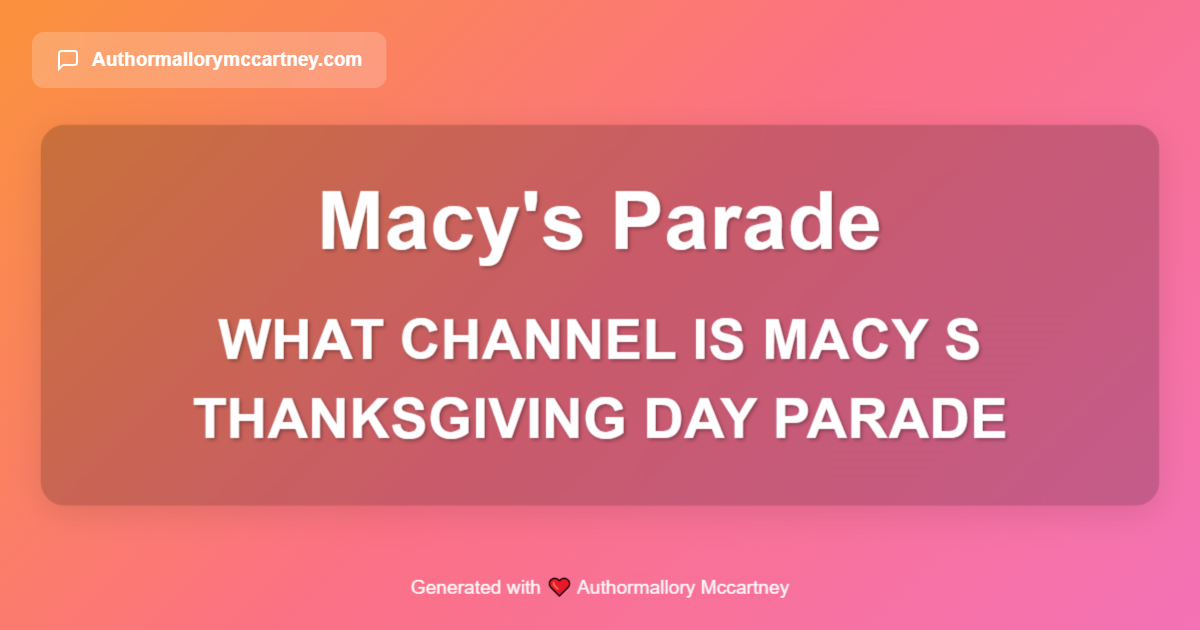 Authormallorymccartney.com
Macy's Parade
WHAT CHANNEL IS MACY S
THANKSGIVING DAY PARADE
Generated with ❤️ Authormallory Mccartney